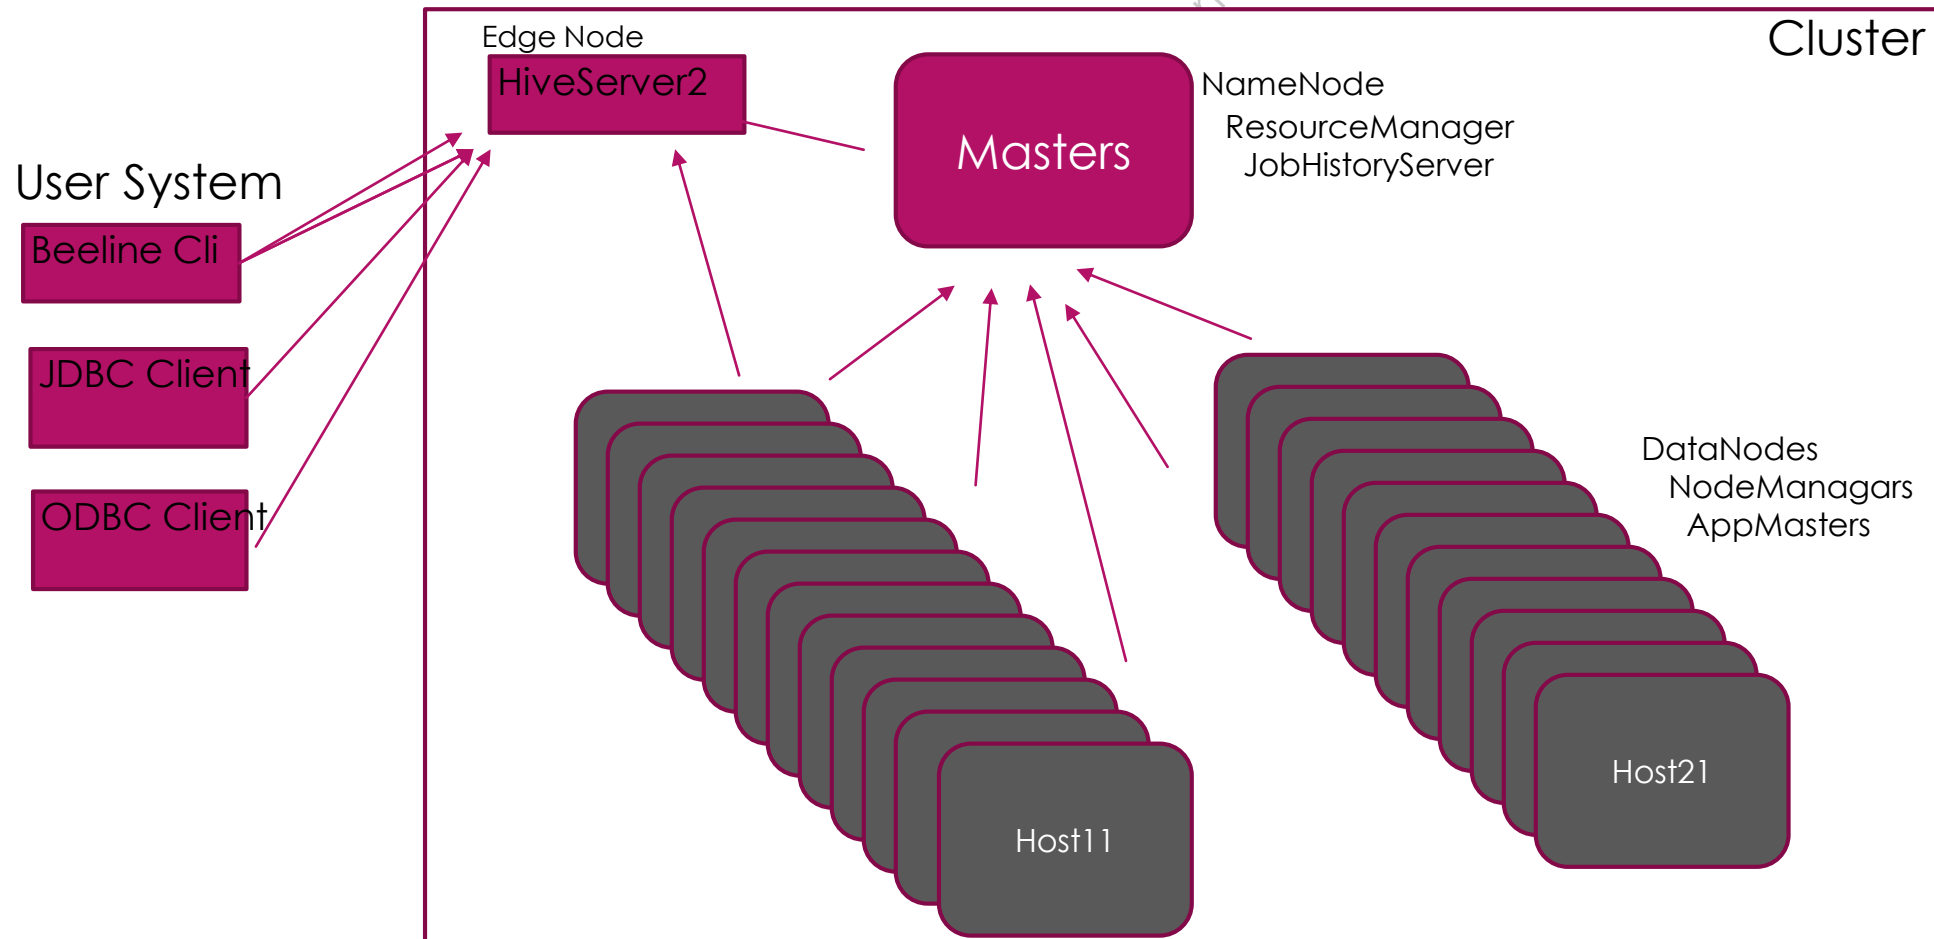 Cluster
Edge Node
HiveServer2
Masters
NameNode
ResourceManager
JobHistoryServer
User System
Beeline Cli
JDBC Client
ODBC Client
DataNodes
NodeManagars
AppMasters
Host21
Host11